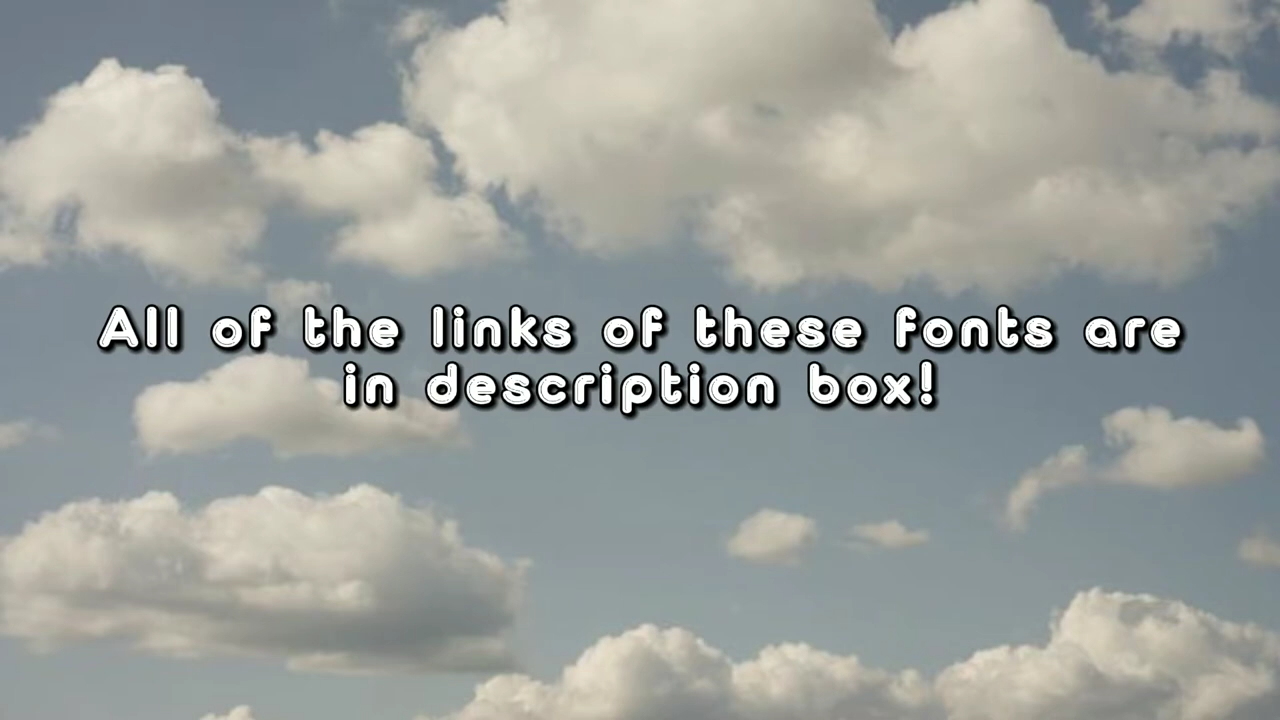 All of the links of these fonts are
in description box!